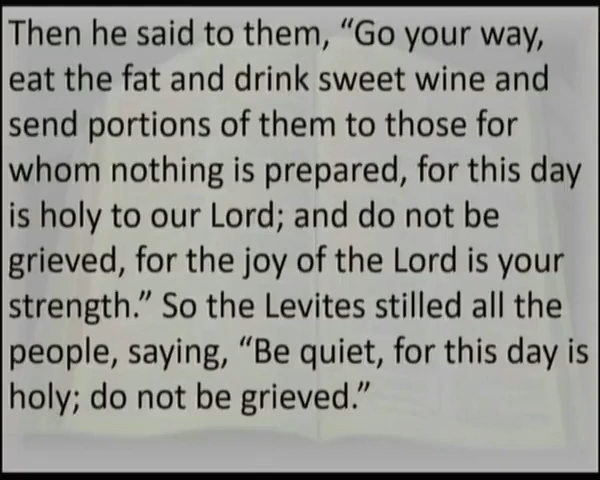 Then he said to them, “Go your way,
eat the fat and drink sweet wine and
send portions of them to those for
whom nothing is prepared, for this day
is holy to our Lord; and do not be
grieved, for the joy of the Lord is your
strength.” So the Levites stilled all the
people, saying, “Be quiet, for this day is
holy; do not be grieved.”